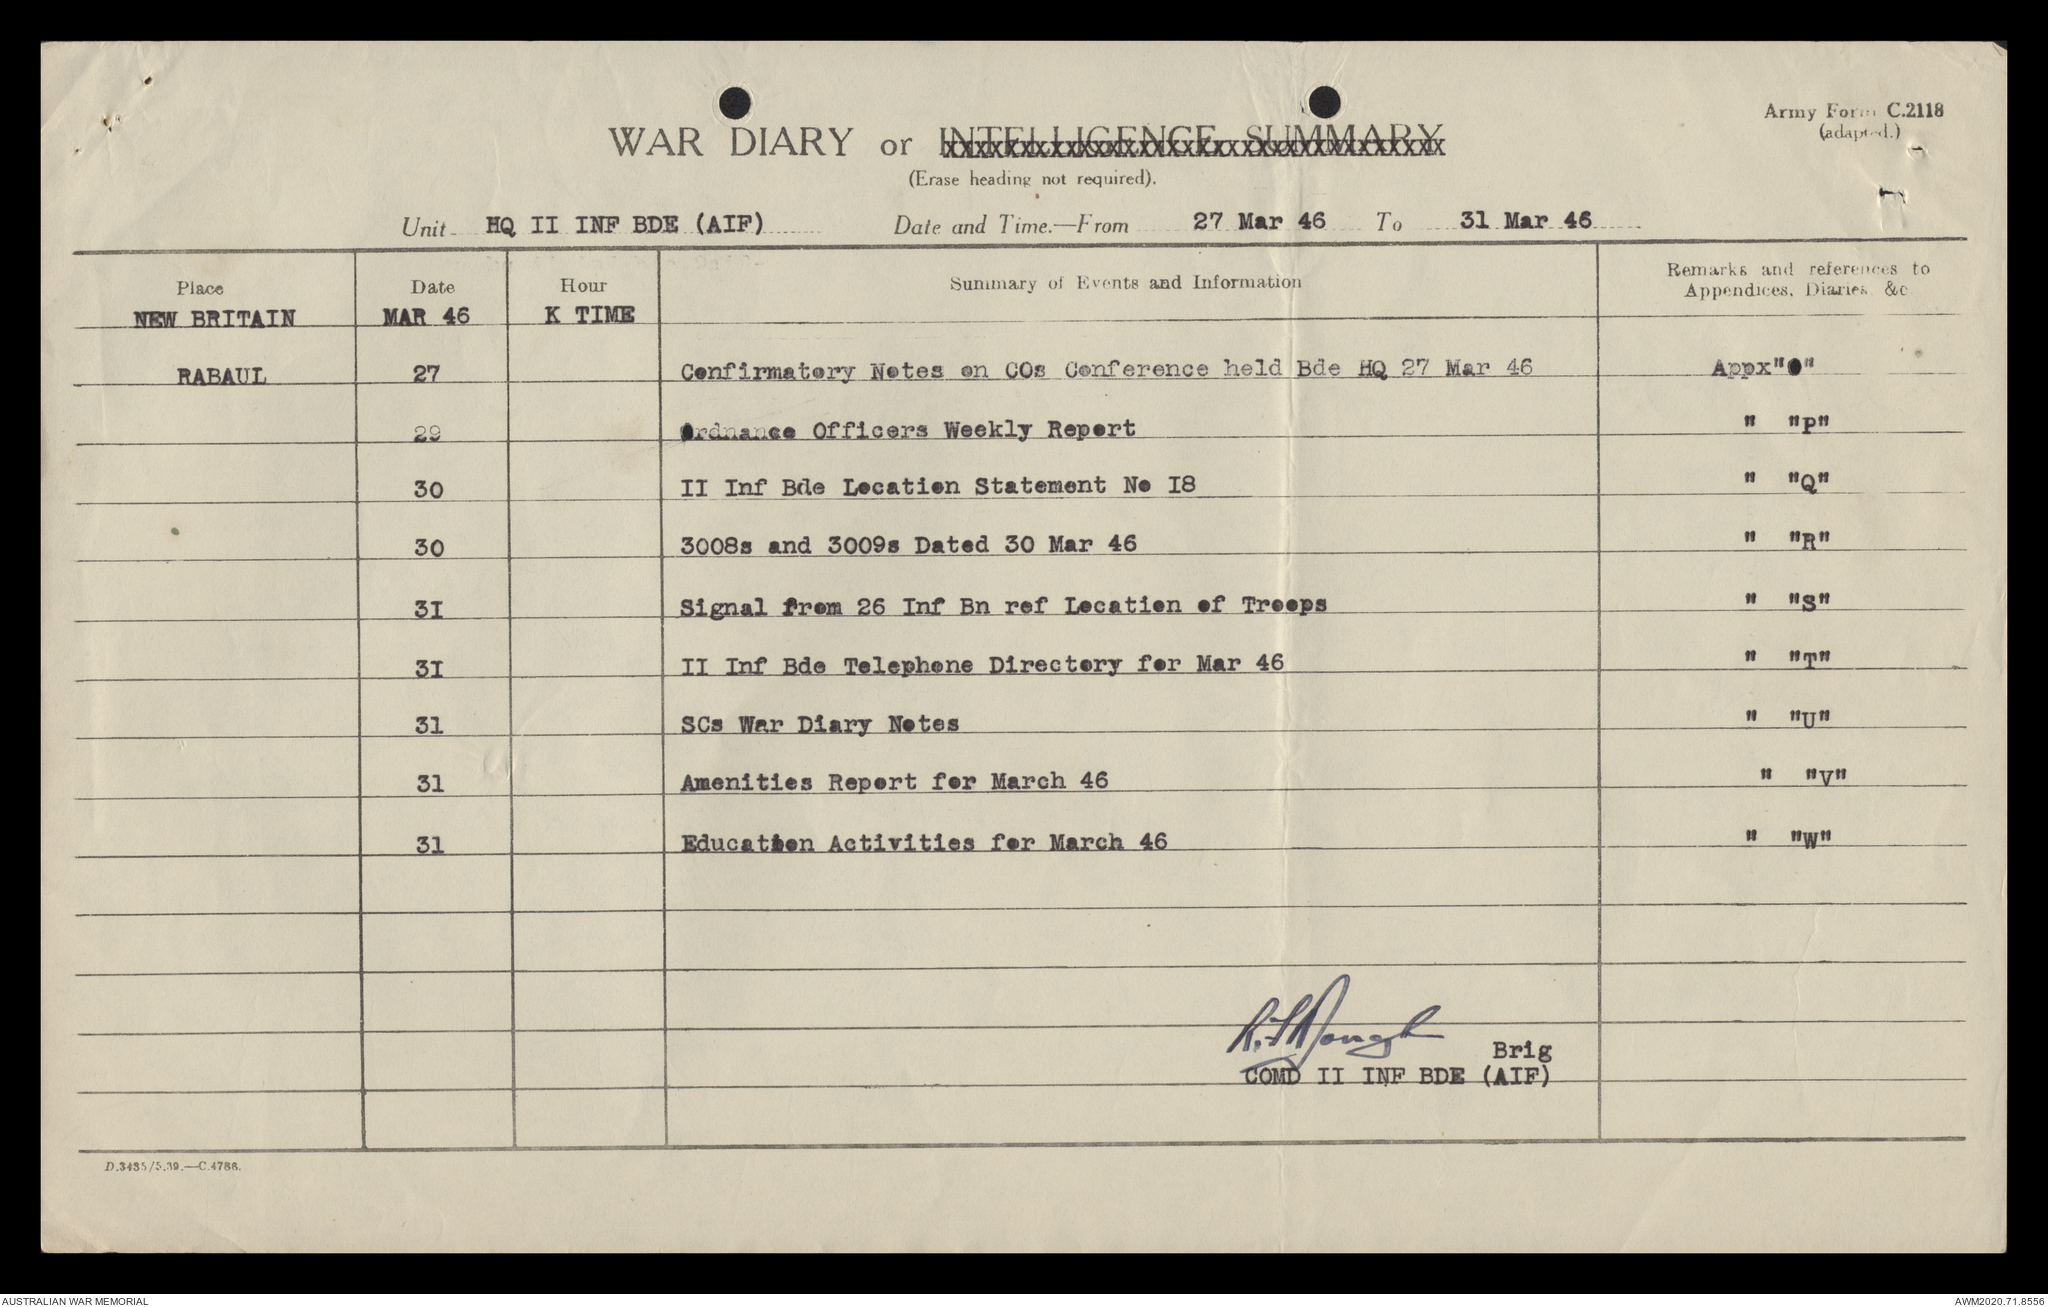 Army Form C.2118
(adapted.)
WAR DIARY or INTELLIGENCE SUMMARY
(Erase heading not required).
Unit HQ II INF BDE (AIF) Date and Time.—From 27 Mar 46 To 31 Mar 46
Place Date Hour Summary of Events and Information Remarks and references to Appendices, Diaries &c
NEW BRITAIN MAR 46 K TIME
RABAUL 27 Confirmatory Notes on COs Conference held Bde HQ 27 Mar 46 Appx"O"
29 Ordnance Officers Weekly Report " "P"
30 II Inf Bde Location Statement No I8 " "Q"
30 3008s and 3009s Dated 30 Mar 46 " "R"
3I Signal from 26 Inf Bn ref Location of Troops " "S"
3I II Inf Bde Telephone Directory for Mar 46 " "T"
31 SCs War Diary Notes " "U"
31 Amenities Report for March 46 " "V"
31 Education Activities for March 46 " "W"
Brig
COMD II INF BDE (AIF)
D.3435/5.39.—C.4786.
AUSTRALIAN WAR MEMORIAL AWM2020.71.8556